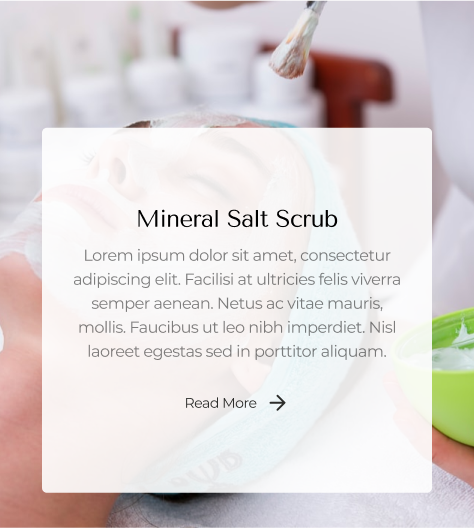 Mineral Salt Scrub
Lorem ipsum dolor sit amet, consectetur
adipiscing elit. Facilisi at ultricies felis viverra
semper aenean. Netus ac vitae mauris,
mollis. Faucibus ut leo nibh imperdiet. Nisl
laoreet egestas sed in porttitor aliquam.
Read More